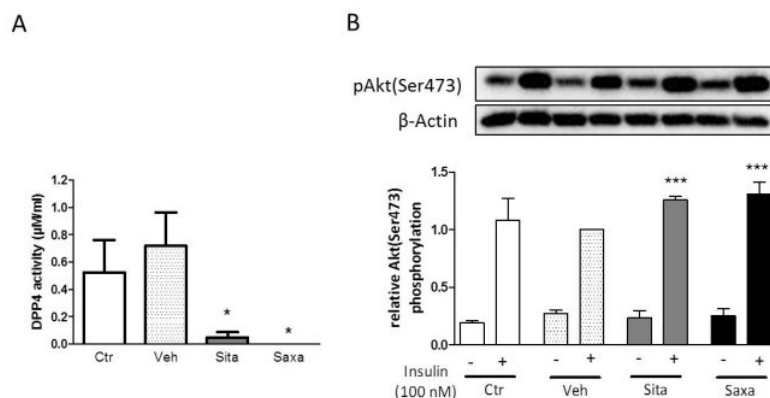 A
B
pAkt(Ser473)
β-Actin
DPP4 activity (μM/ml)
1.2
1.0
0.8
0.6
0.4
0.2
0.0
*
*
Ctr
Veh
Sita
Saxa
relative Akt(Ser473)
phosphorylation
1.5
1.0
0.5
0.0
***
***
Insulin
(100 nM)
- + - + - + - +
Ctr
Veh
Sita
Saxa